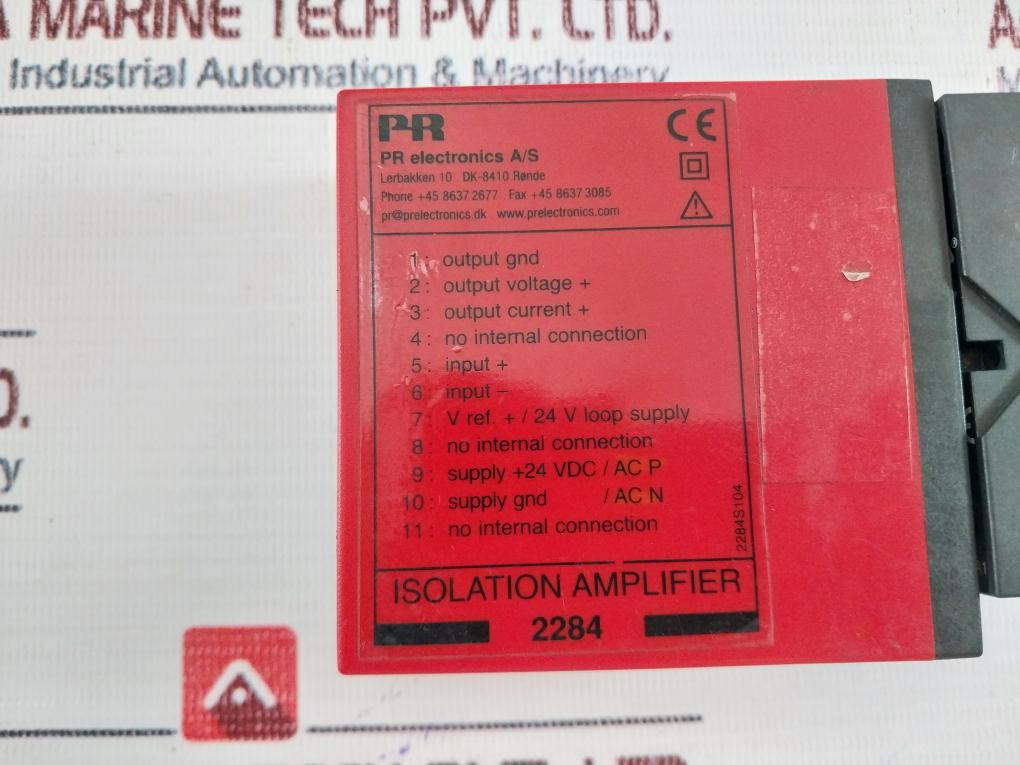 MARINE TECH PVT. LTD.
Industrial Automation & Machinery
PR
CE
PR electronics A/S
Lerbakken 10 DK-8410 Rønde
Phone +45 8637 2677 Fax +45 8637 3085
pr@prelectronics.dk www.prelectronics.com
1 : output gnd
2 : output voltage +
3 : output current +
4 : no internal connection
5 : input +
6 : input –
7 : V ref. + / 24 V loop supply
8 : no internal connection
9 : supply +24 VDC / AC P
10 : supply gnd / AC N
11 : no internal connection
2284S104
ISOLATION AMPLIFIER
2284